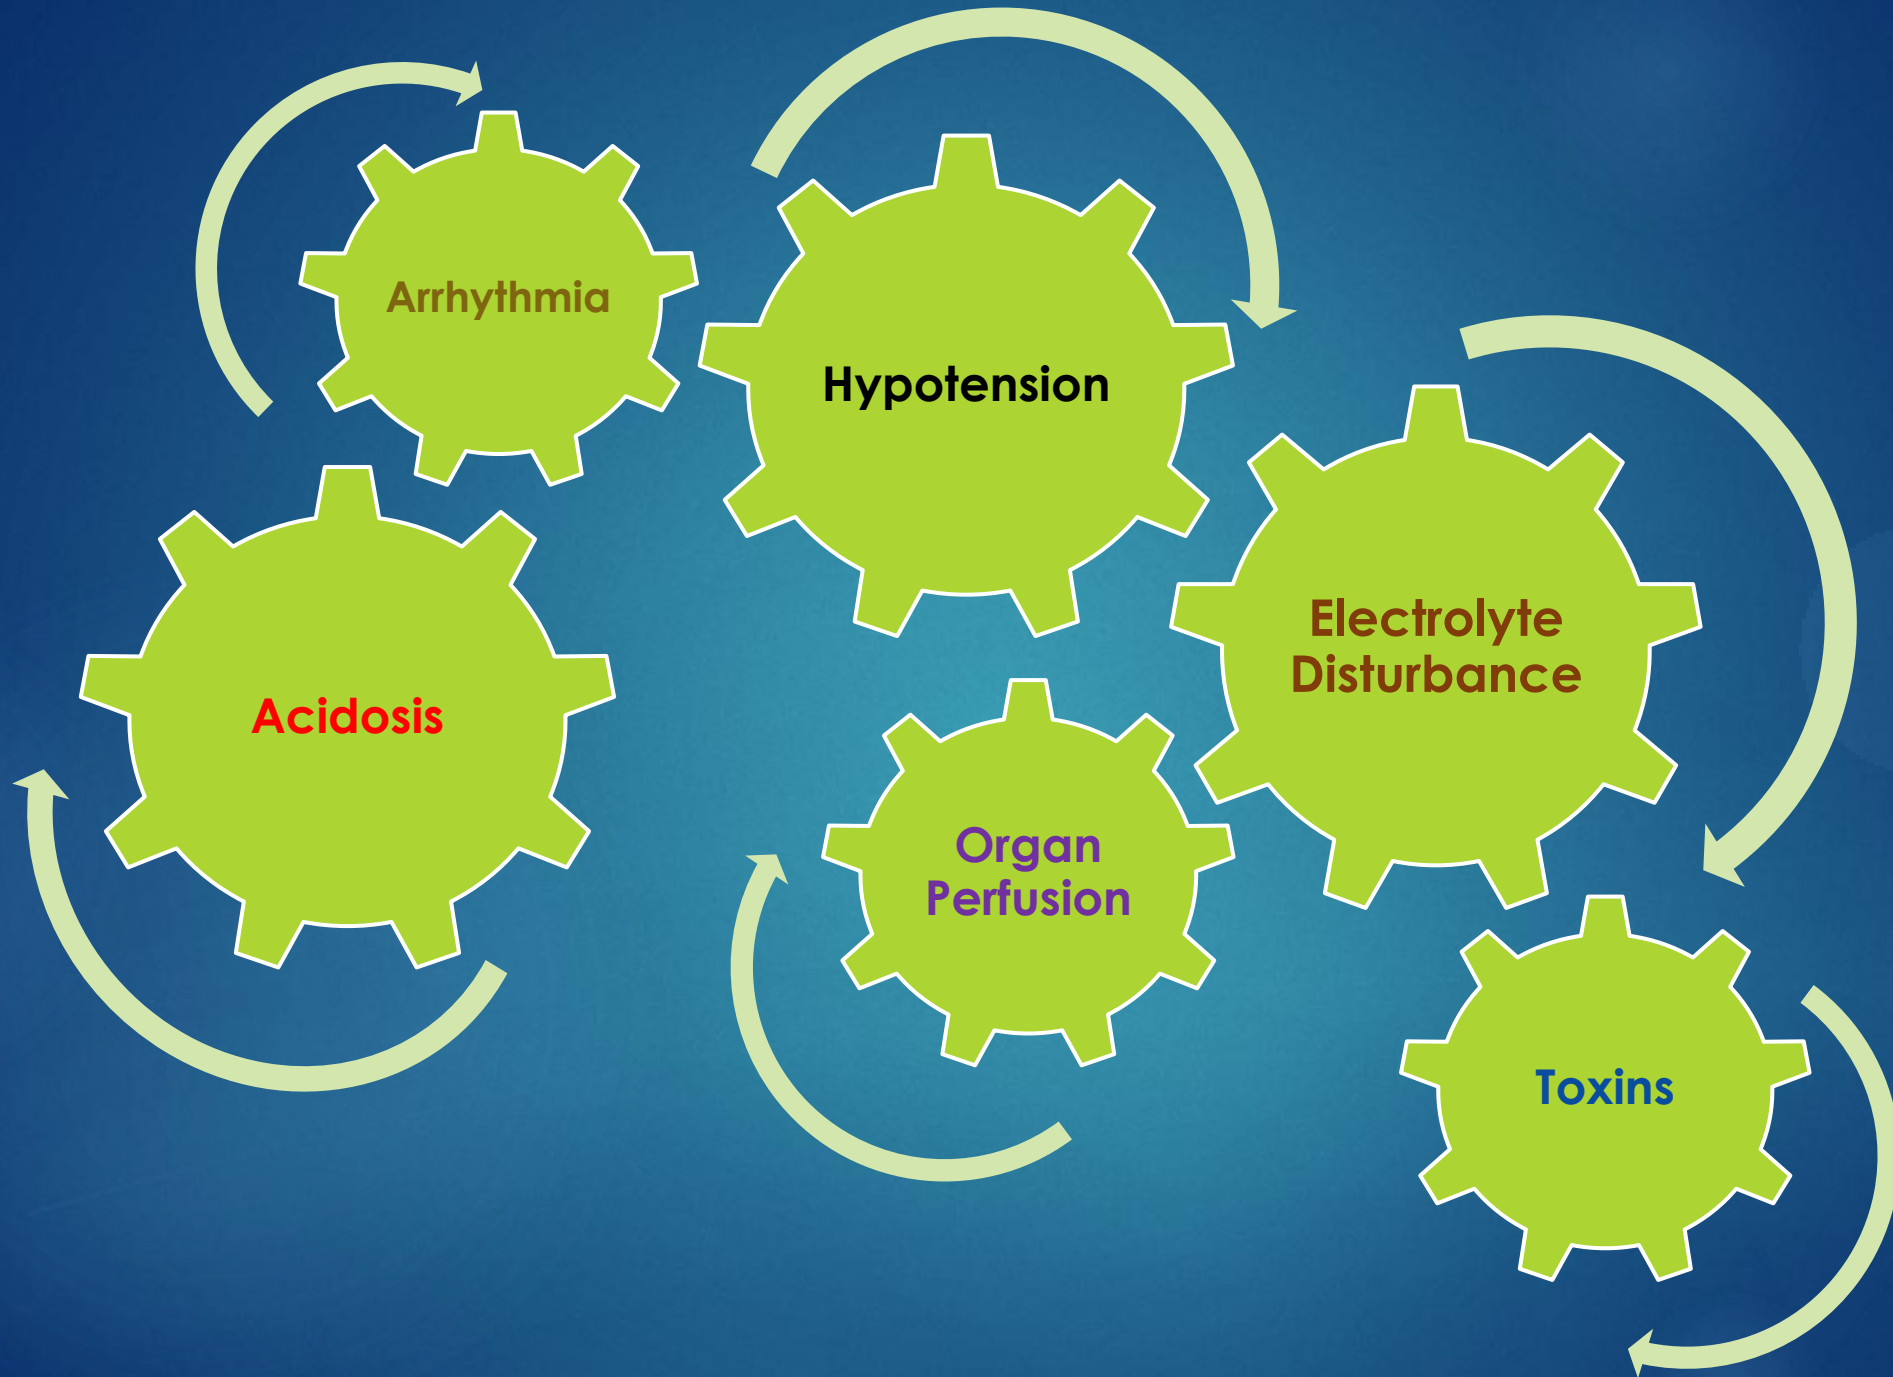 Arrhythmia
Hypotension
Electrolyte
Disturbance
Acidosis
Organ
Perfusion
Toxins